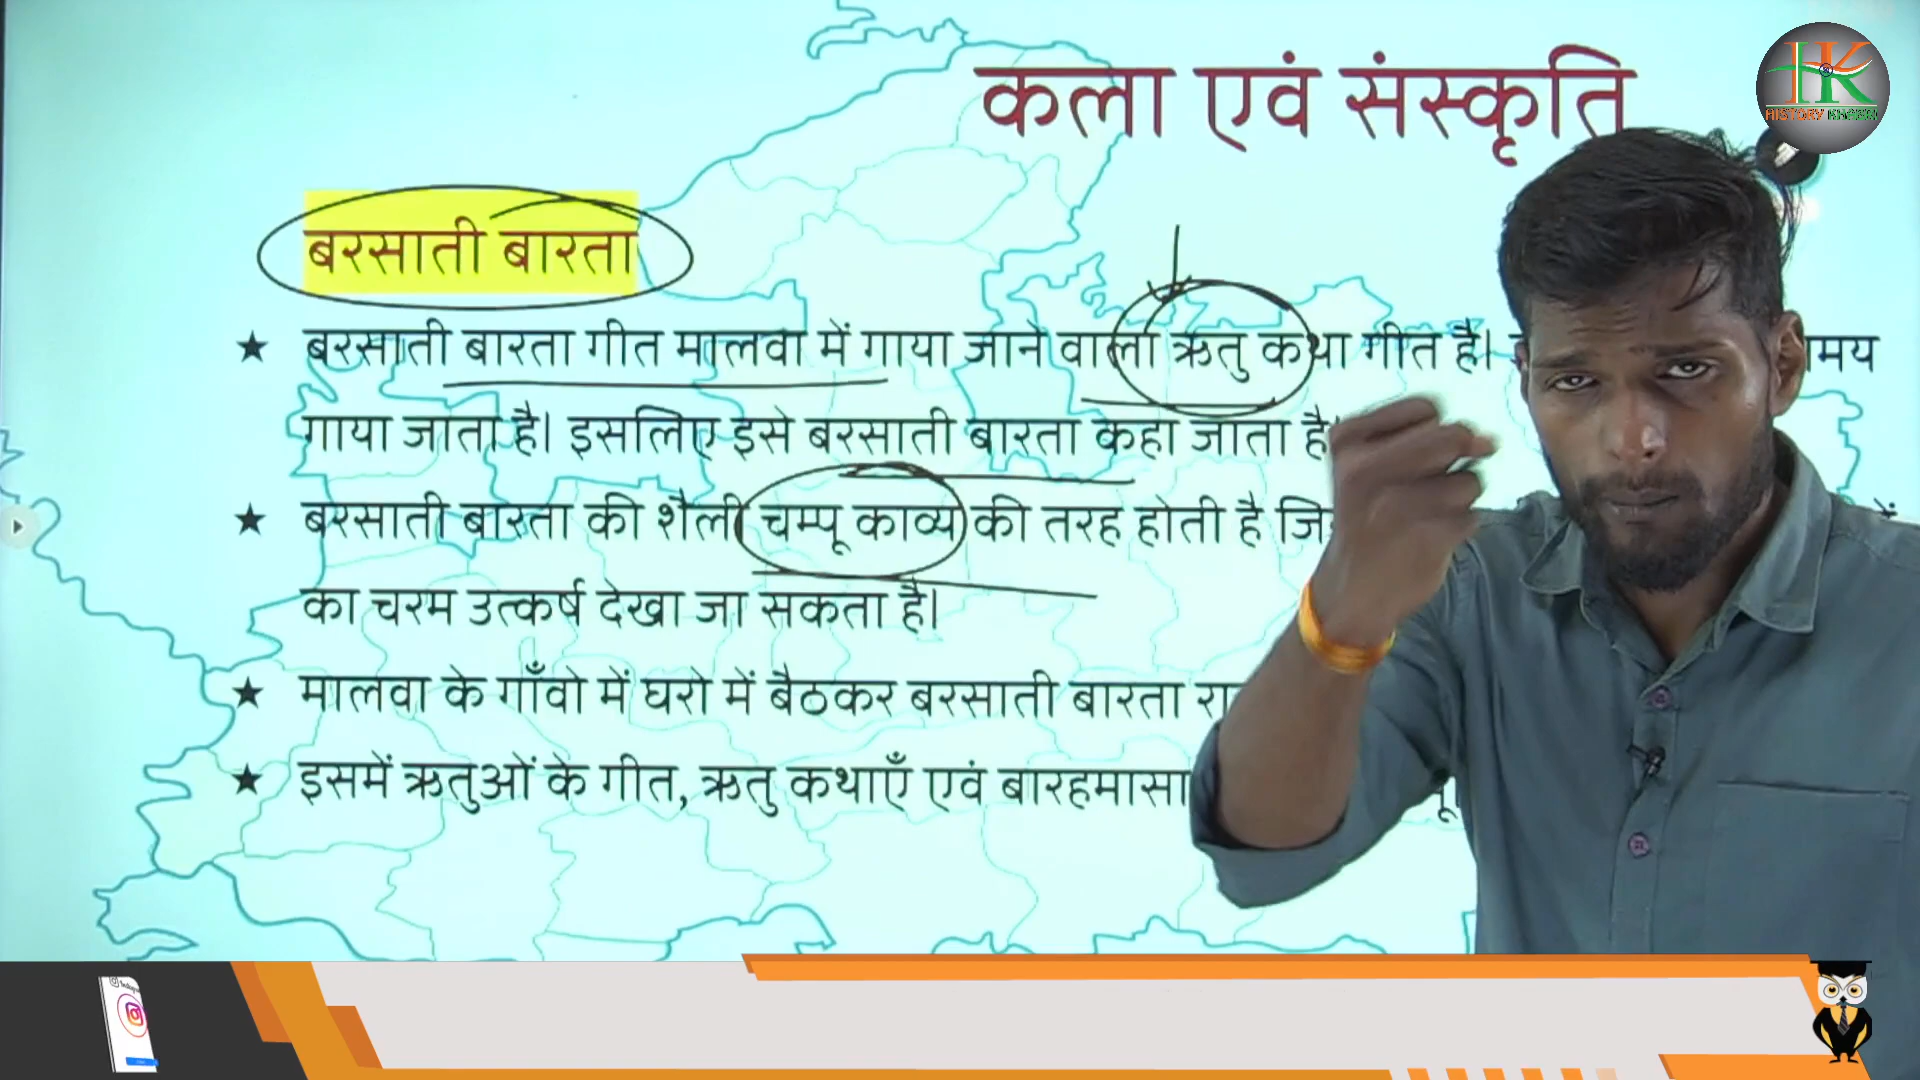 कला एवं संस्कृति
HISTORY
बरसाती बारता
★ बरसाती बारता गीत मालवा में गाया जाने वाला ऋतु कथा गीत है।
गाया जाता है। इसलिए इसे बरसाती बारता कहा जाता है
★ बरसाती बारता की शैली चम्पू काव्य की तरह होती है
का चरम उत्कर्ष देखा जा सकता है।
★ मालवा के गाँवो में घरो में बैठकर बरसाती बारता
★ इसमें ऋतुओं के गीत, ऋतु कथाएँ एवं बारहमासा